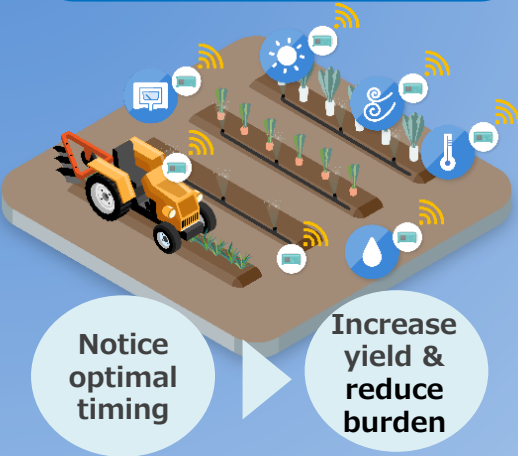 Notice
optimal
timing
Increase
yield &
reduce
burden